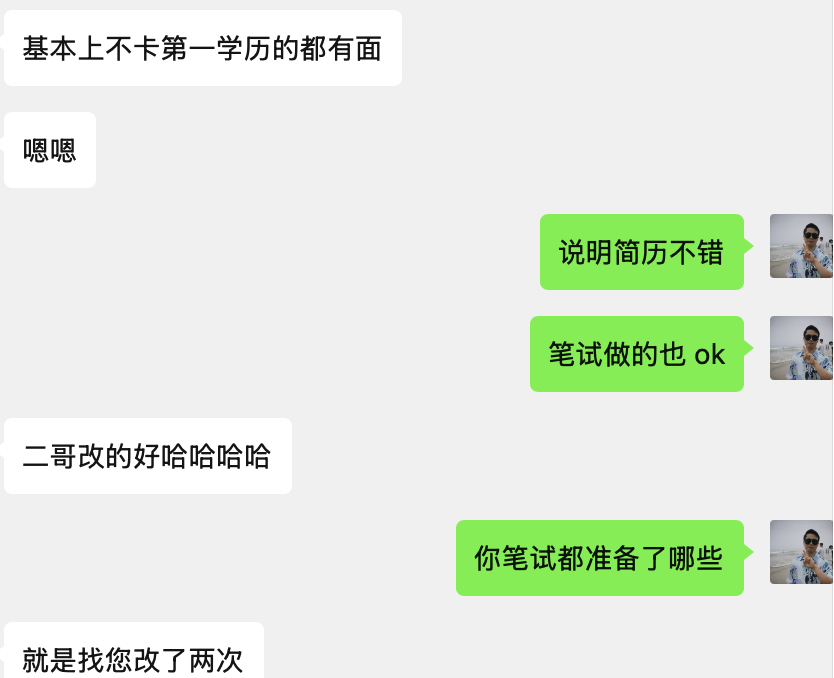 基本上不卡第一学历的都有面
嗯嗯
说明简历不错
笔试做的也 ok
二哥改的好哈哈哈哈
你笔试都准备了哪些
就是找您改了两次